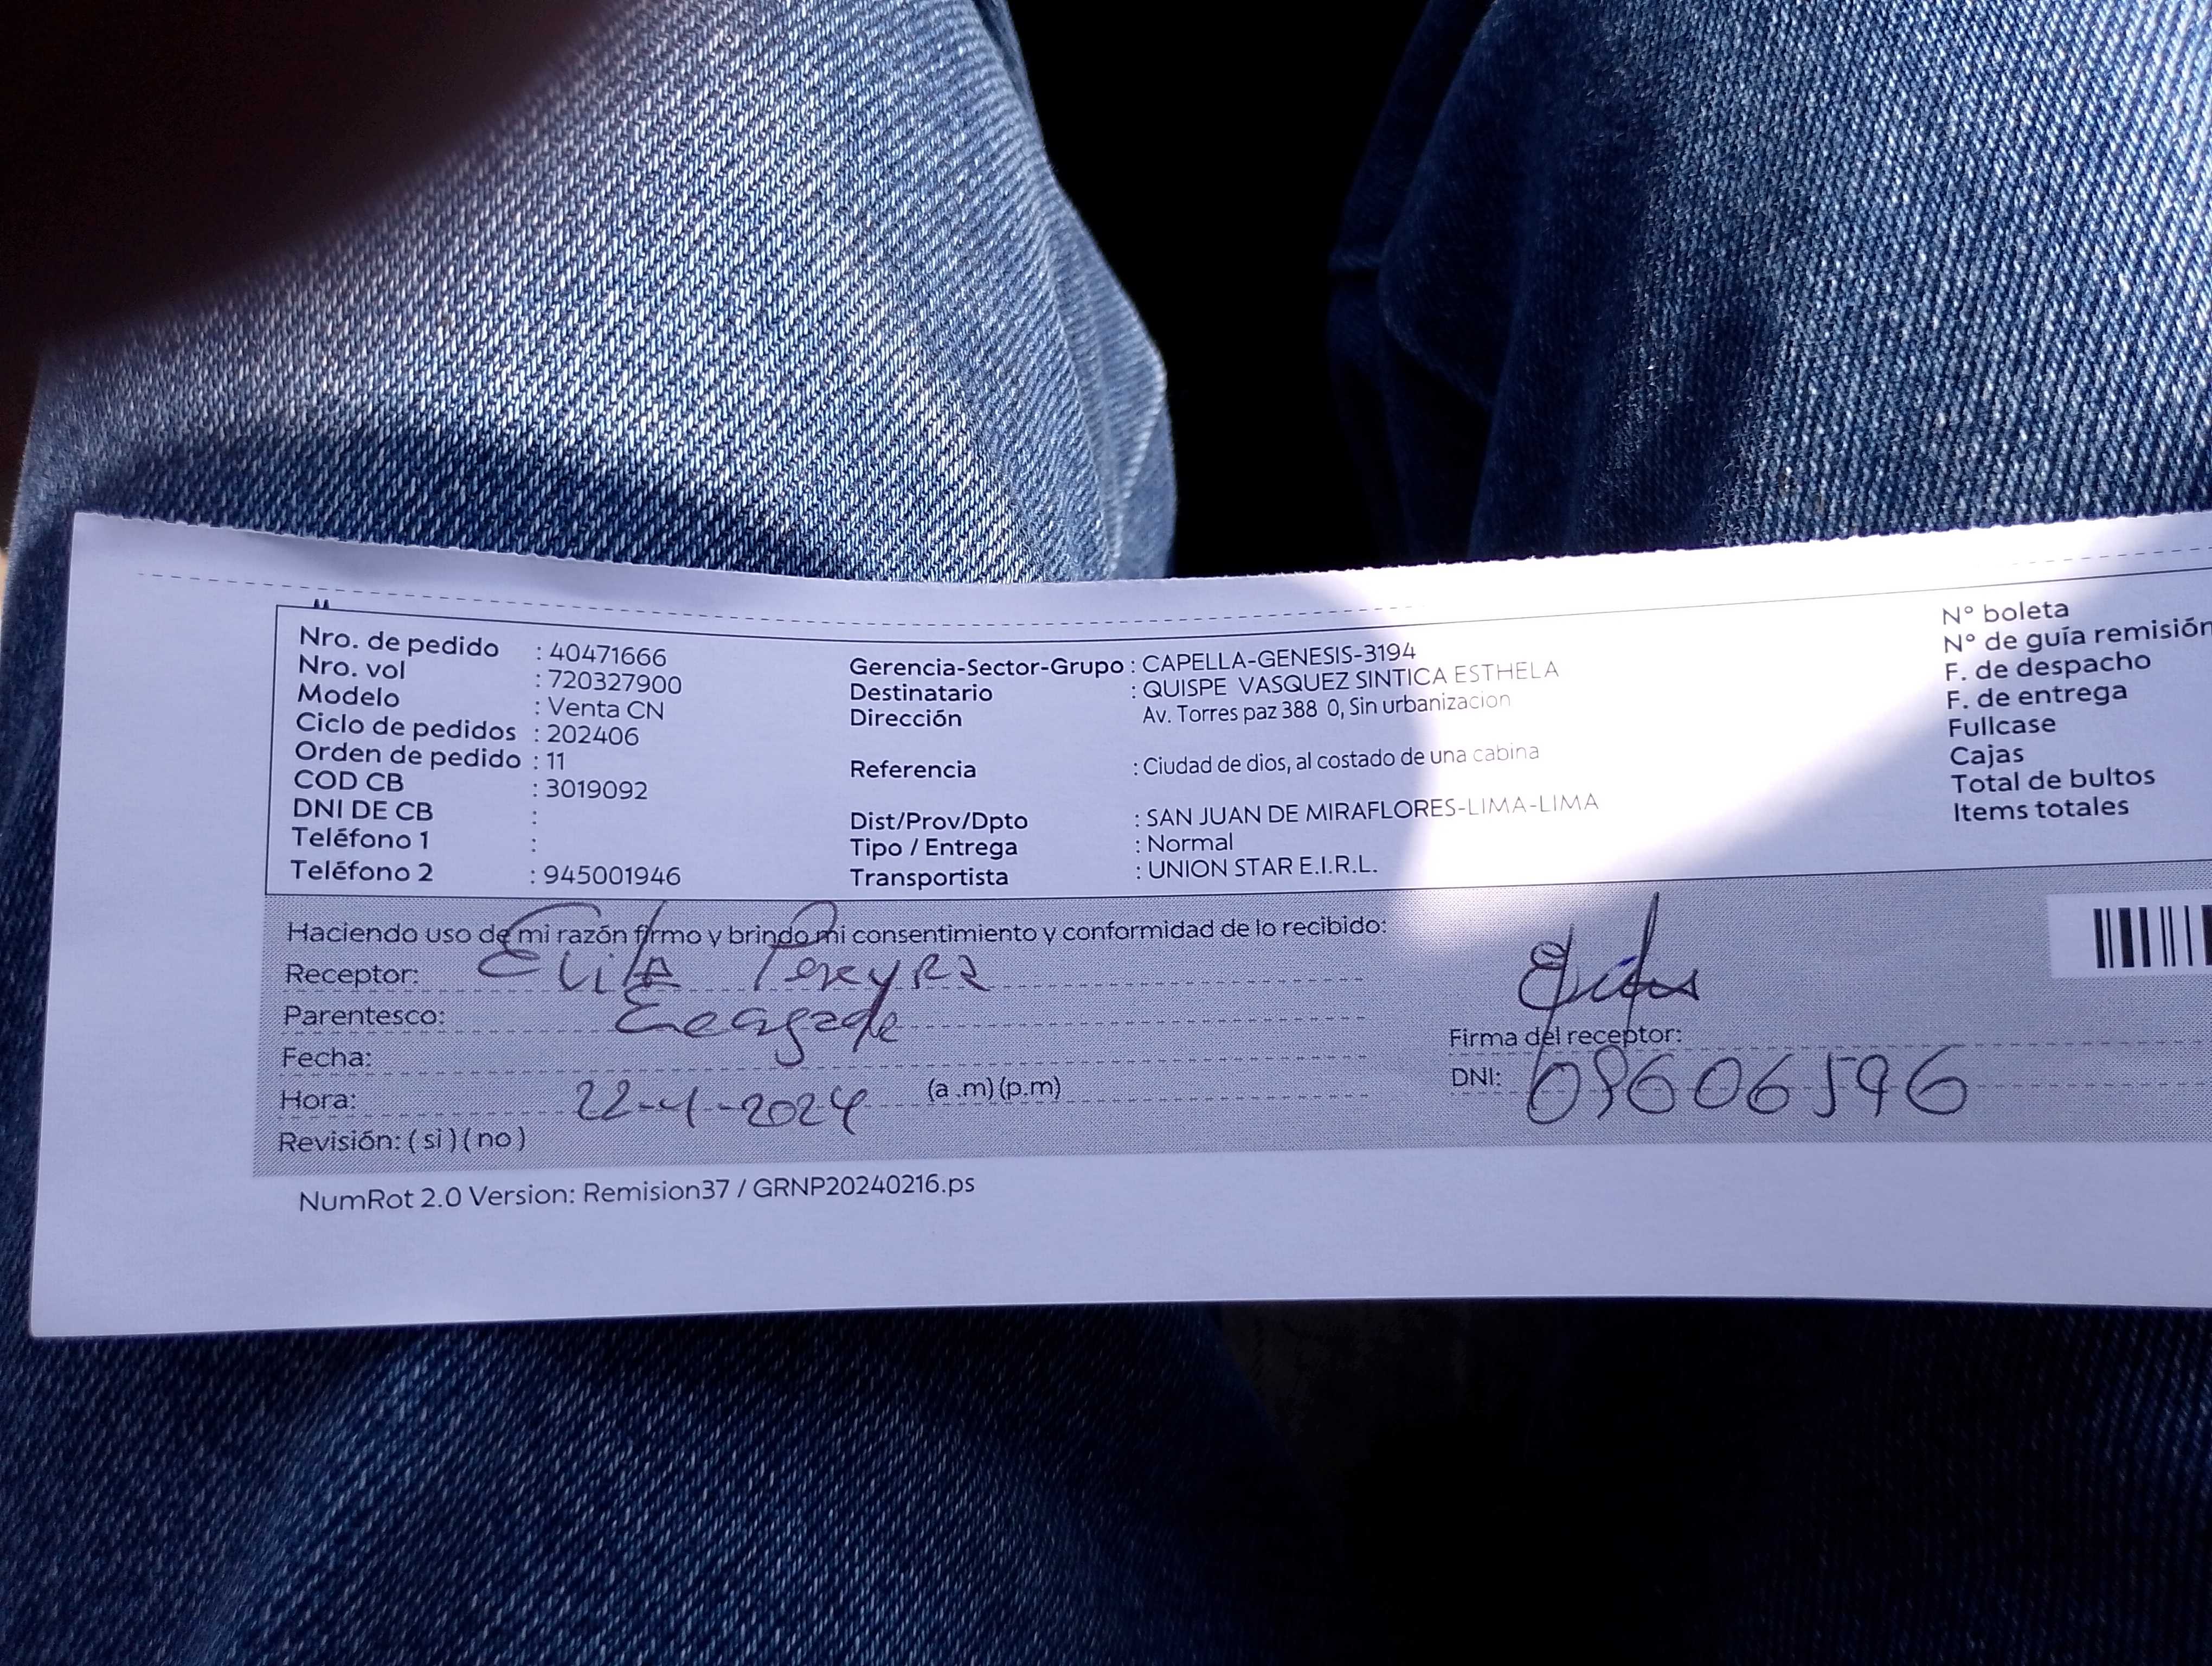 Nro. de pedido : 40471666
Nro. vol : 720327900
Modelo : Venta CN
Ciclo de pedidos : 202406
Orden de pedido : 11
COD CB : 3019092
DNI DE CB :
Teléfono 1 :
Teléfono 2 : 945001946
Gerencia-Sector-Grupo : CAPELLA-GENESIS-3194
Destinatario : QUISPE VASQUEZ SINTICA ESTHELA
Dirección Av. Torres paz 388 0, Sin urbanizacion
Referencia : Ciudad de dios, al costado de una cabina
Dist/Prov/Dpto : SAN JUAN DE MIRAFLORES-LIMA-LIMA
Tipo / Entrega : Normal
Transportista : UNION STAR E.I.R.L.
N° boleta
N° de guía remisión
F. de despacho
F. de entrega
Fullcase
Cajas
Total de bultos
Items totales
Haciendo uso de mi razón firmo y brindo mi consentimiento y conformidad de lo recibido:
Receptor:
Parentesco:
Fecha:
Hora: 22-4-2024 (a .m) (p.m)
Revisión: ( si ) ( no )
Firma del receptor:
DNI: 09606596
NumRot 2.0 Version: Remision37 / GRNP20240216.ps